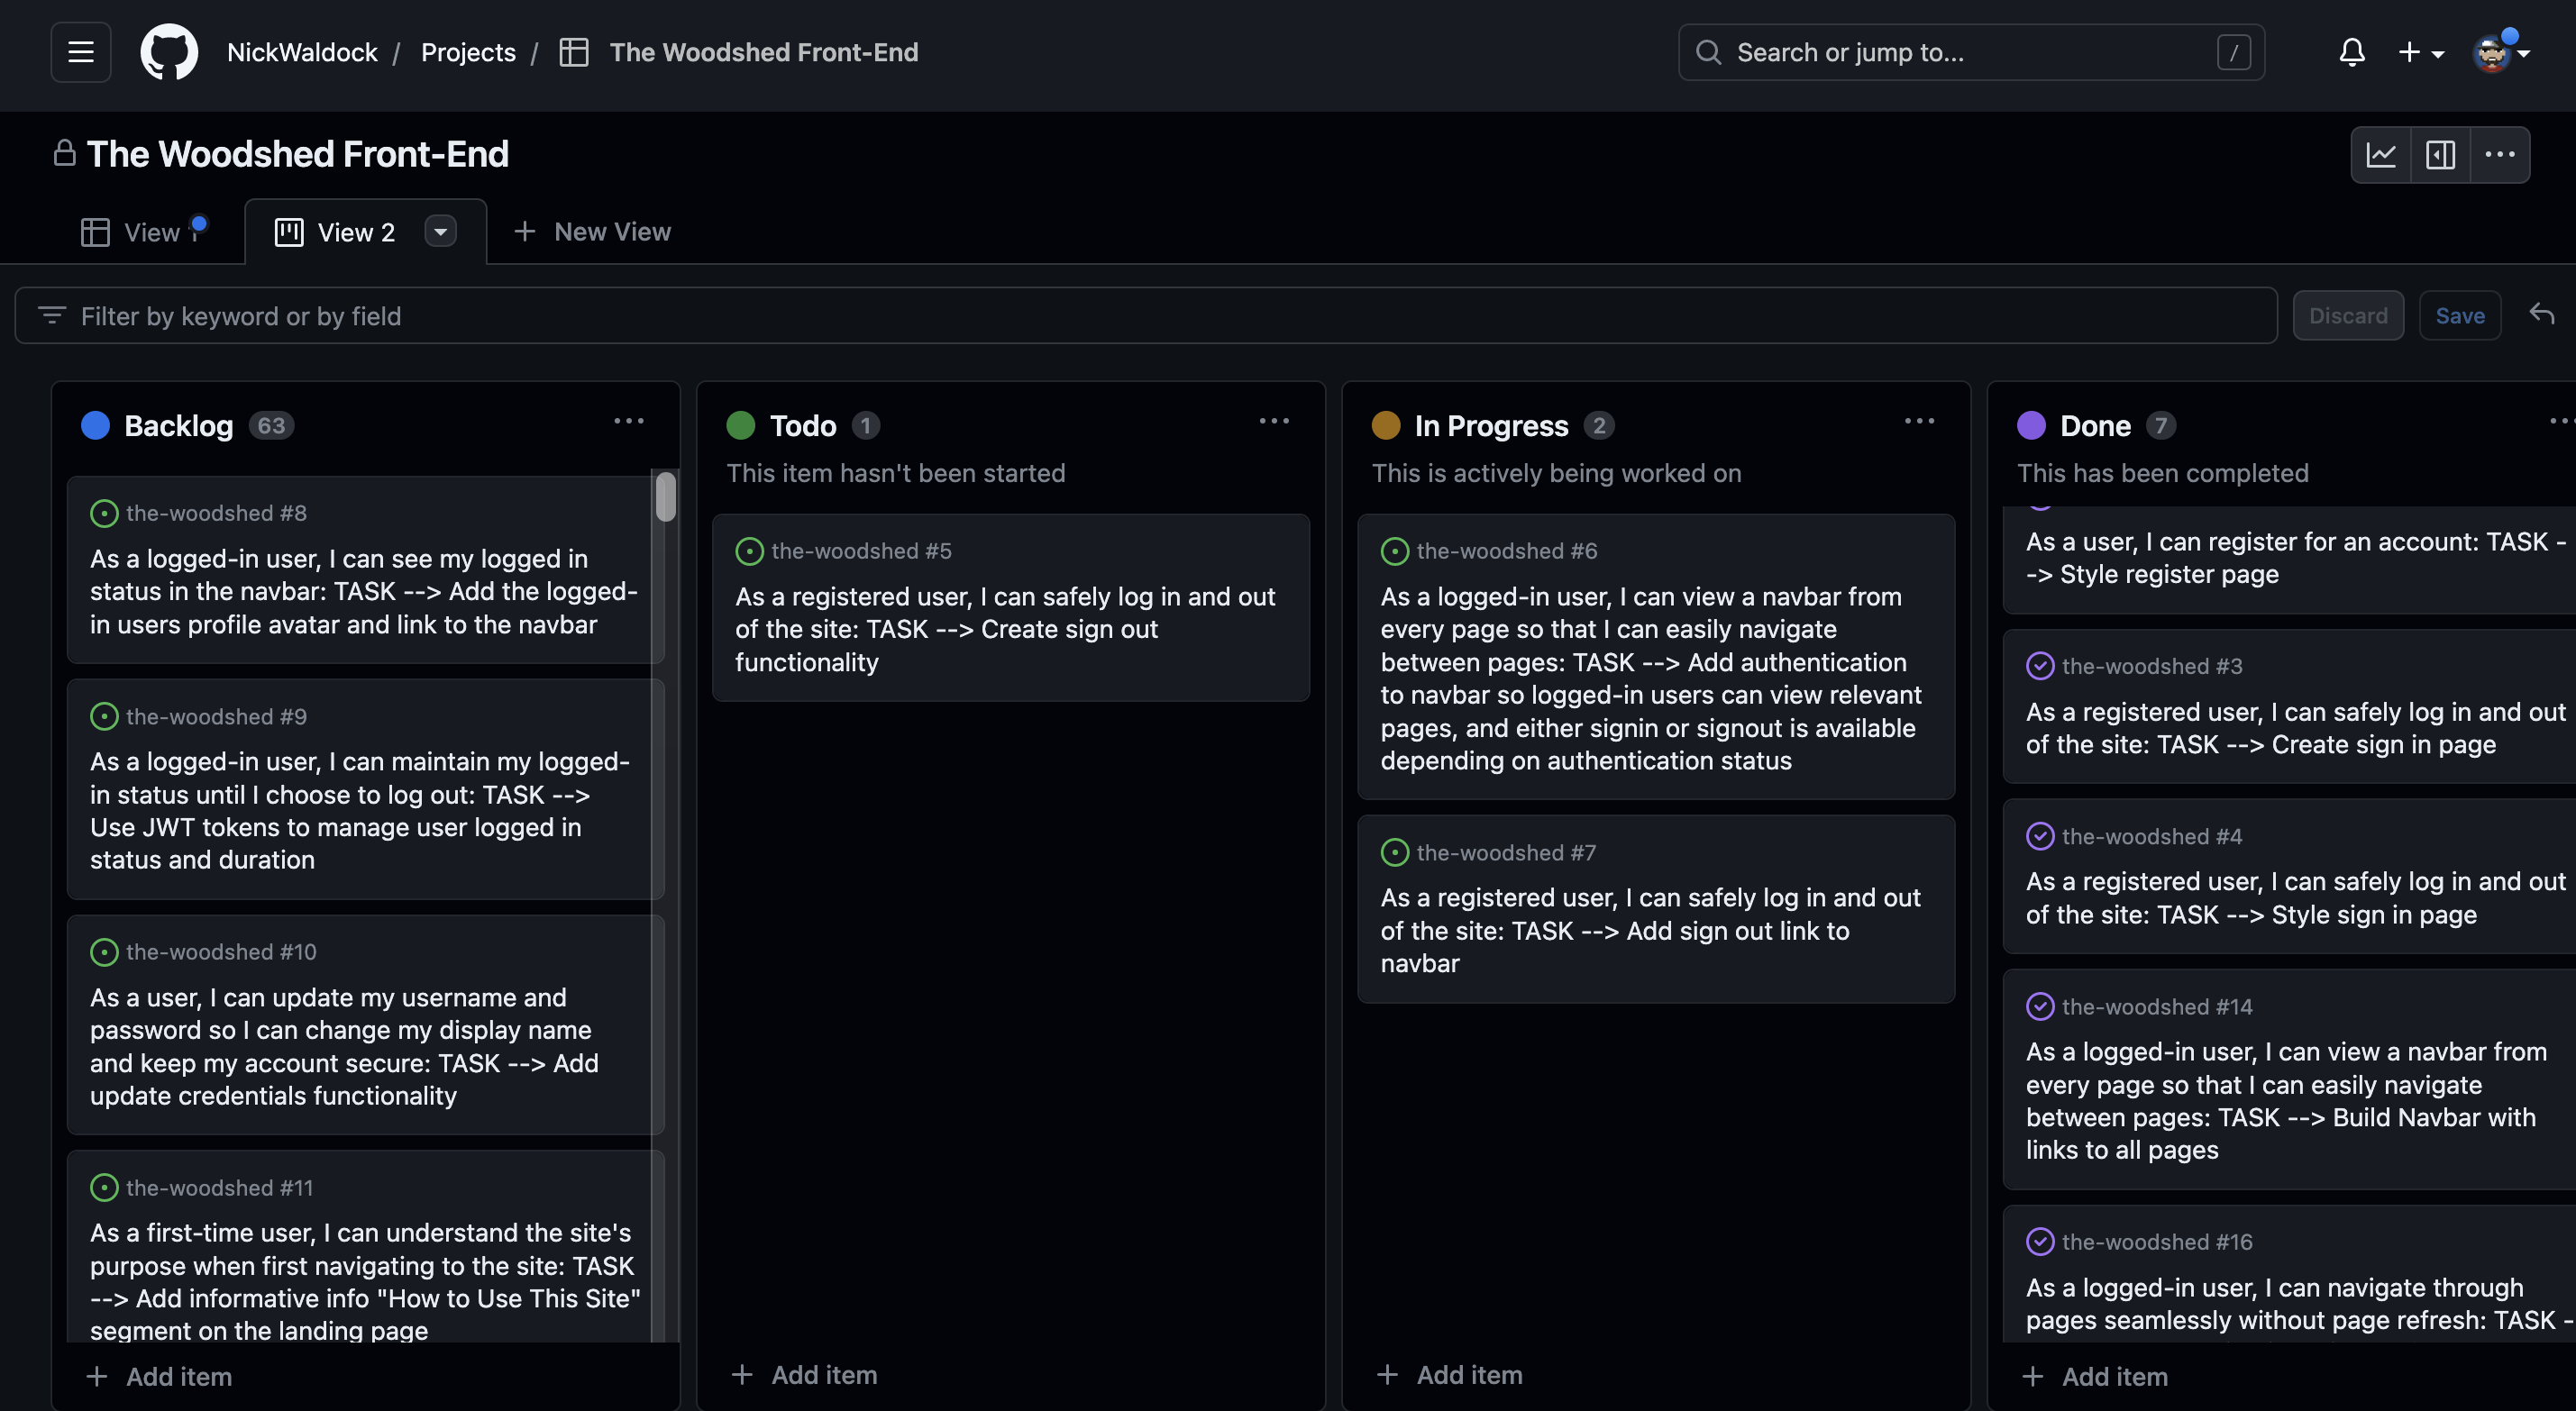 NickWaldock / Projects / The Woodshed Front-End
Search or jump to...
/
The Woodshed Front-End
View
View 2
New View
Filter by keyword or by field
Discard
Save
Backlog 63
the-woodshed #8
As a logged-in user, I can see my logged in
status in the navbar: TASK --> Add the logged-
in users profile avatar and link to the navbar
the-woodshed #9
As a logged-in user, I can maintain my logged-
in status until I choose to log out: TASK -->
Use JWT tokens to manage user logged in
status and duration
the-woodshed #10
As a user, I can update my username and
password so I can change my display name
and keep my account secure: TASK --> Add
update credentials functionality
the-woodshed #11
As a first-time user, I can understand the site's
purpose when first navigating to the site: TASK
--> Add informative info "How to Use This Site"
segment on the landing page
Add item
Todo 1
This item hasn't been started
the-woodshed #5
As a registered user, I can safely log in and out
of the site: TASK --> Create sign out
functionality
Add item
In Progress 2
This is actively being worked on
the-woodshed #6
As a logged-in user, I can view a navbar from
every page so that I can easily navigate
between pages: TASK --> Add authentication
to navbar so logged-in users can view relevant
pages, and either signin or signout is available
depending on authentication status
the-woodshed #7
As a registered user, I can safely log in and out
of the site: TASK --> Add sign out link to
navbar
Add item
Done 7
This has been completed
As a user, I can register for an account: TASK -
-> Style register page
the-woodshed #3
As a registered user, I can safely log in and out
of the site: TASK --> Create sign in page
the-woodshed #4
As a registered user, I can safely log in and out
of the site: TASK --> Style sign in page
the-woodshed #14
As a logged-in user, I can view a navbar from
every page so that I can easily navigate
between pages: TASK --> Build Navbar with
links to all pages
the-woodshed #16
As a logged-in user, I can navigate through
pages seamlessly without page refresh: TASK -
Add item